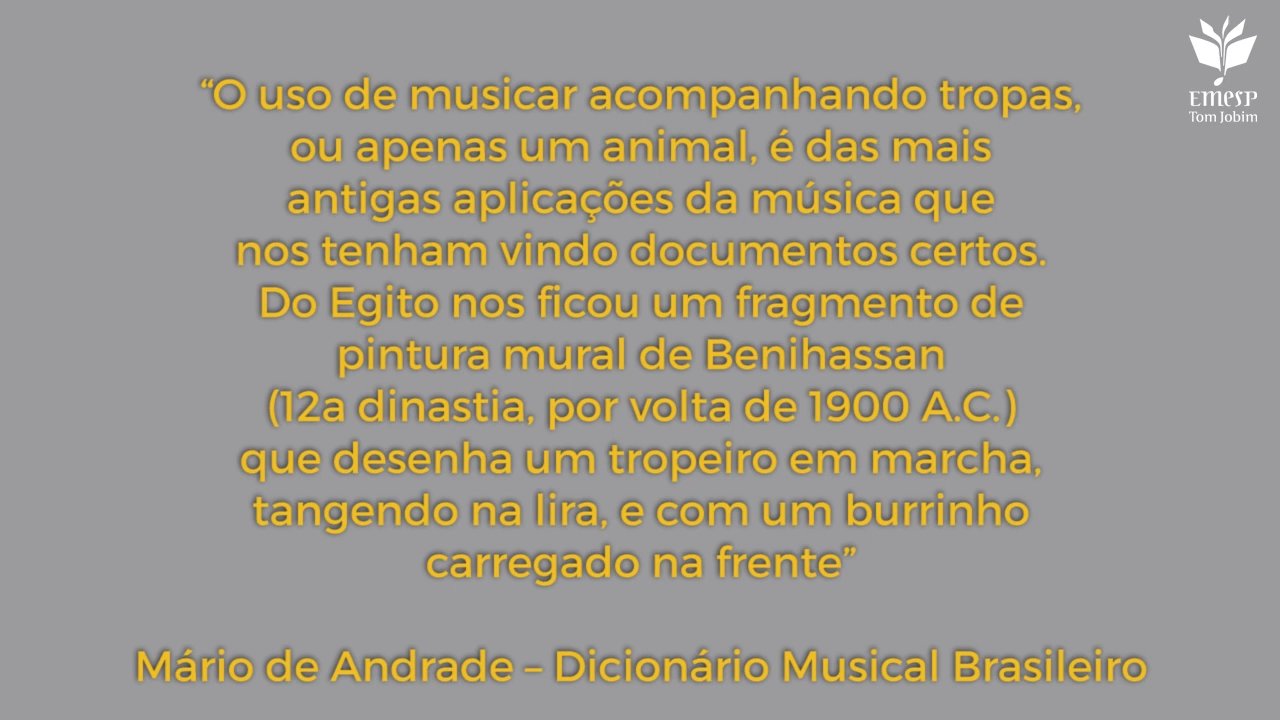 EMESP
Tom Jobim
“O uso de musicar acompanhando tropas,
ou apenas um animal, é das mais
antigas aplicações da música que
nos tenham vindo documentos certos.
Do Egito nos ficou um fragmento de
pintura mural de Benihassan
(12a dinastia, por volta de 1900 A.C.)
que desenha um tropeiro em marcha,
tangendo na lira, e com um burrinho
carregado na frente”
Mário de Andrade – Dicionário Musical Brasileiro